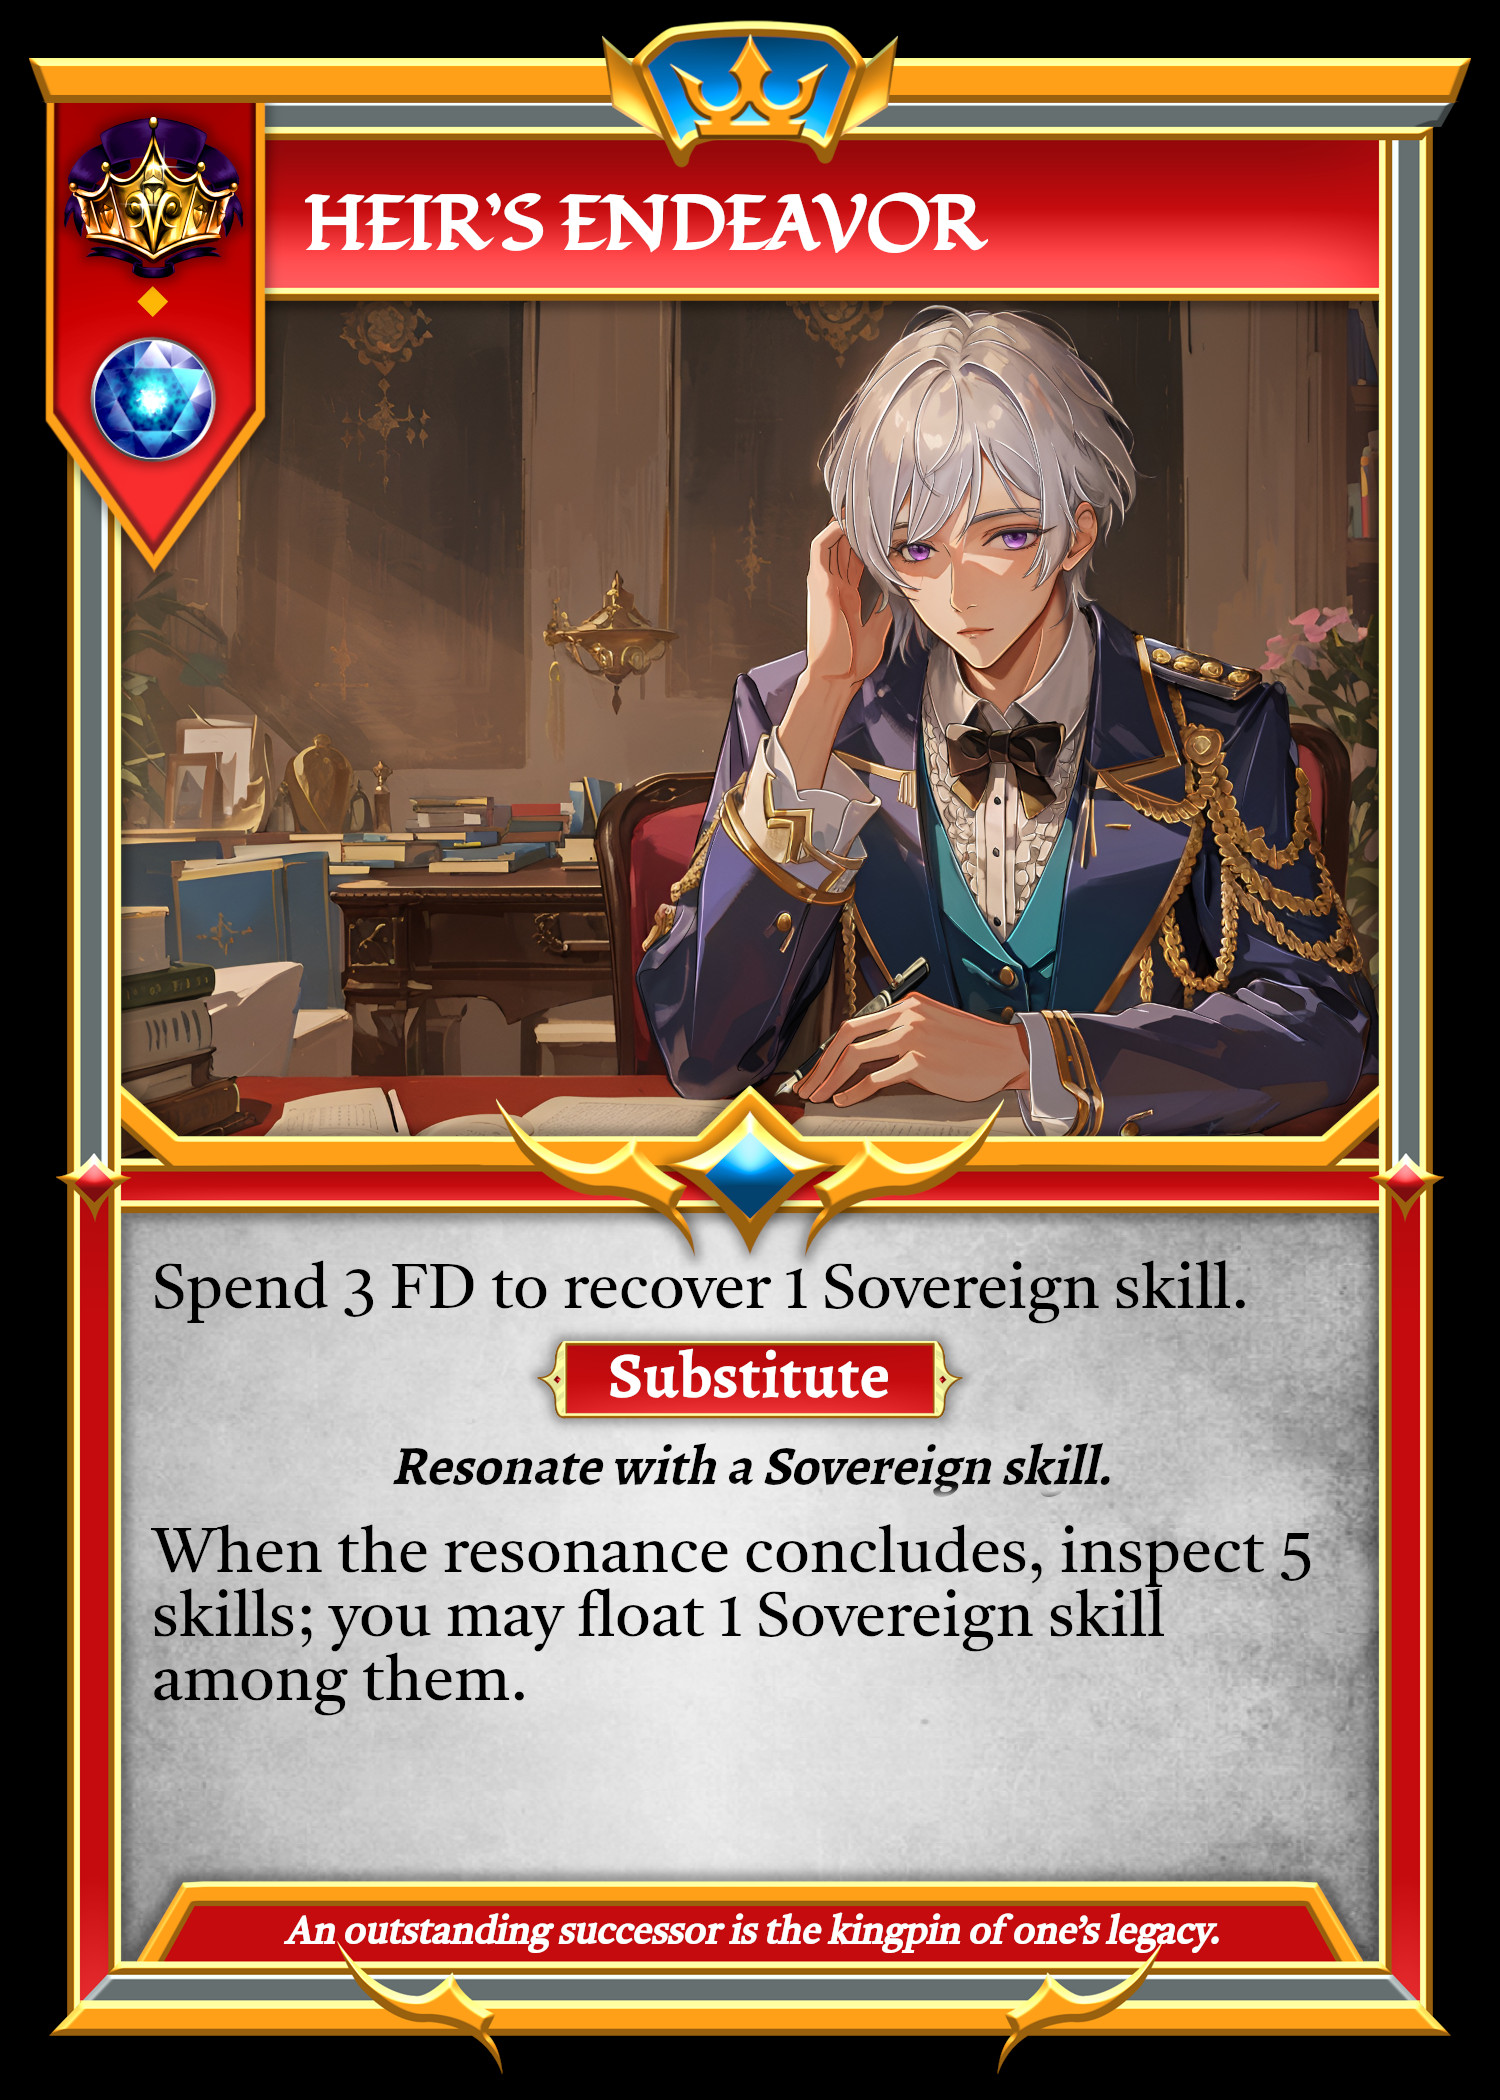 HEIR'S ENDEAVOR
Spend 3 FD to recover 1 Sovereign skill.
Substitute
Resonate with a Sovereign skill.
When the resonance concludes, inspect 5
skills; you may float 1 Sovereign skill
among them.
An outstanding successor is the kingpin of one's legacy.